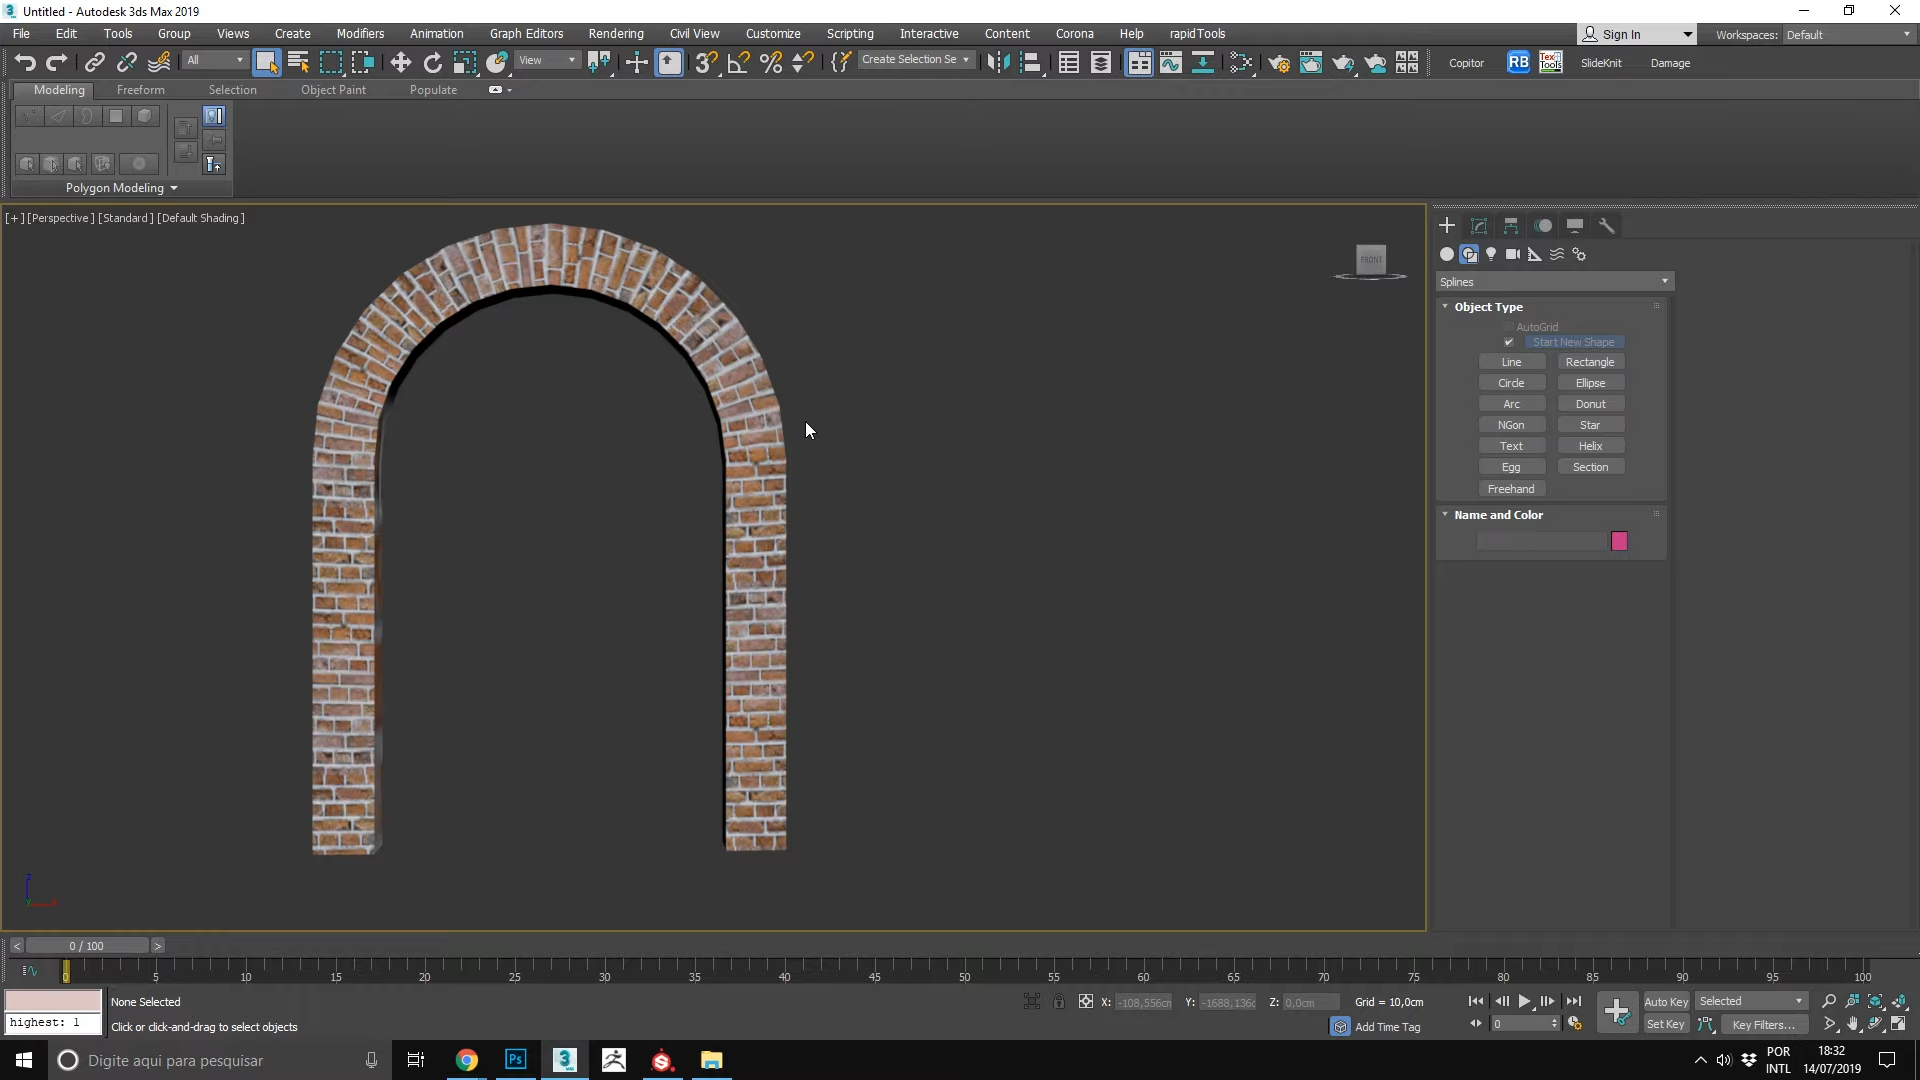 Untitled - Autodesk 3ds Max 2019
File Edit Tools Group Views Create Modifiers Animation Graph Editors Rendering Civil View Customize Scripting Interactive Content Corona Help rapidTools Sign In Workspaces: Default
All View Create Selection Se Copitor RB TexTools SlideKnit Damage
Modeling Freeform Selection Object Paint Populate
Polygon Modeling
[+] [Perspective] [Standard] [Default Shading]
FRONT
Splines
Object Type
AutoGrid
Start New Shape
Line Rectangle
Circle Ellipse
Arc Donut
NGon Star
Text Helix
Egg Section
Freehand
Name and Color
z
x
y
< 0 / 100 >
0 5 10 15 20 25 30 35 40 45 50 55 60 65 70 75 80 85 90 95 100
None Selected X: -108,556cm Y: -1688,136c Z: 0,0cm Grid = 10,0cm Auto Key Selected
highest: 1 Click or click-and-drag to select objects Add Time Tag 0 Set Key Key Filters...
Digite aqui para pesquisar Ps 3 MAX S POR INTL 18:32 14/07/2019